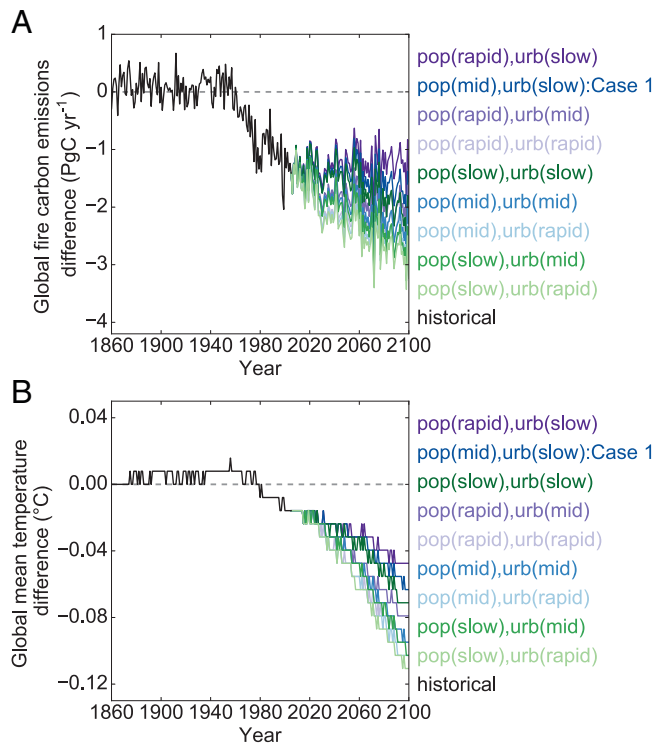 A
Global fire carbon emissions
difference (PgC yr⁻¹)
1
0
−1
−2
−3
−4
1860 1900 1940 1980 2020 2060 2100
Year
pop(rapid),urb(slow)
pop(mid),urb(slow):Case 1
pop(rapid),urb(mid)
pop(rapid),urb(rapid)
pop(slow),urb(slow)
pop(mid),urb(mid)
pop(mid),urb(rapid)
pop(slow),urb(mid)
pop(slow),urb(rapid)
historical
B
Global mean temperature
difference (°C)
0.04
0.00
−0.04
−0.08
−0.12
1860 1900 1940 1980 2020 2060 2100
Year
pop(rapid),urb(slow)
pop(mid),urb(slow):Case 1
pop(slow),urb(slow)
pop(rapid),urb(mid)
pop(rapid),urb(rapid)
pop(mid),urb(mid)
pop(mid),urb(rapid)
pop(slow),urb(mid)
pop(slow),urb(rapid)
historical